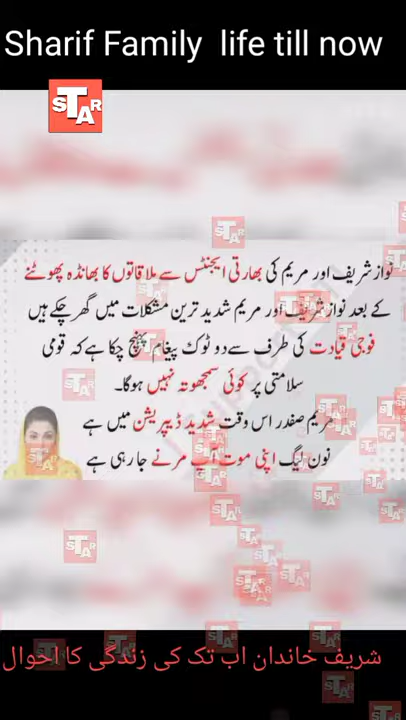 Sharif Family life till now
STAR
نواز شریف اور مریم کی بھارتی ایجنٹس سے ملاقاتوں کا بھانڈہ پھوٹنے
کے بعد نواز شریف اور مریم شدید ترین مشکلات میں گھر چکے ہیں
فوجی قیادت کی طرف سے دو ٹوک پیغام پہنچ چکا ہے کہ قومی
سلامتی پر کوئی سمجھوتہ نہیں ہوگا۔
مریم صفدر اس وقت شدید ڈیپریشن میں ہے
نون لیگ اپنی موت آپ مرنے جا رہی ہے
شریف خاندان اب تک کی زندگی کا احوال